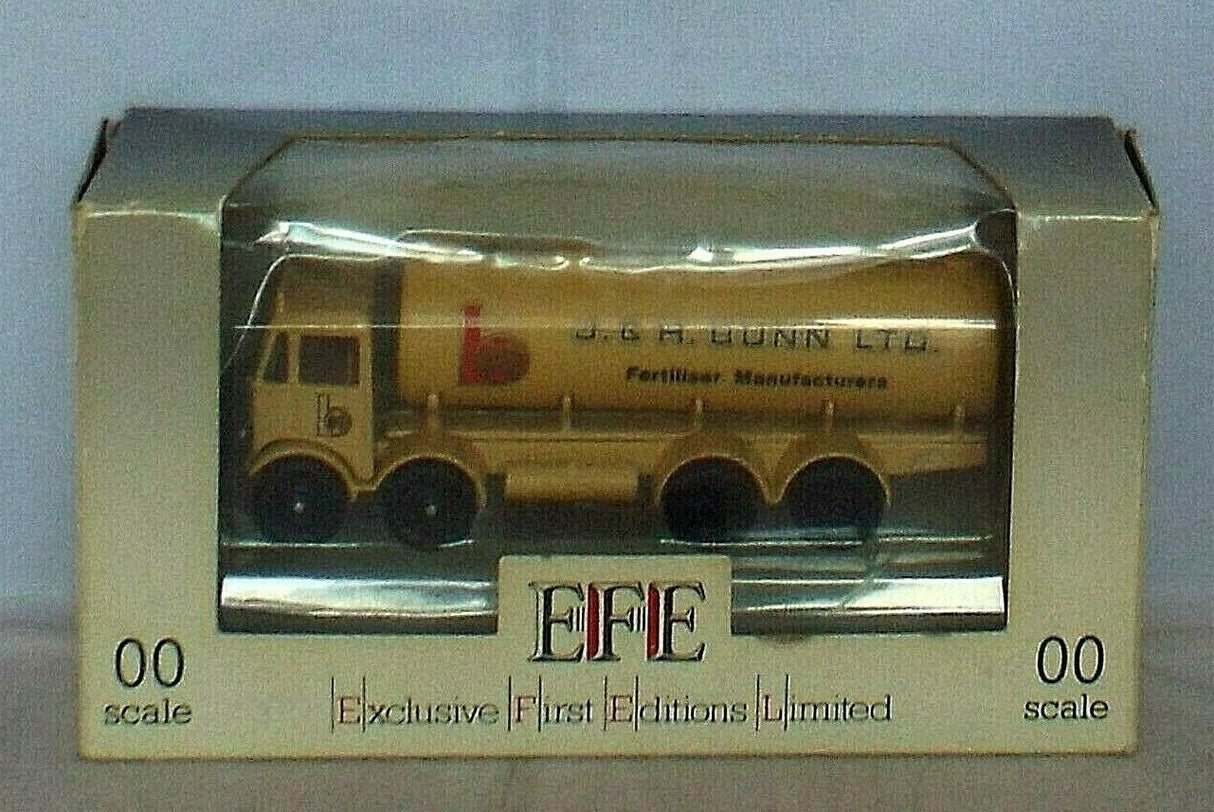 b
J. & H. BUNN LTD.
Fertiliser Manufacturers
b
EFE
00 scale
Exclusive First Editions Limited
00 scale